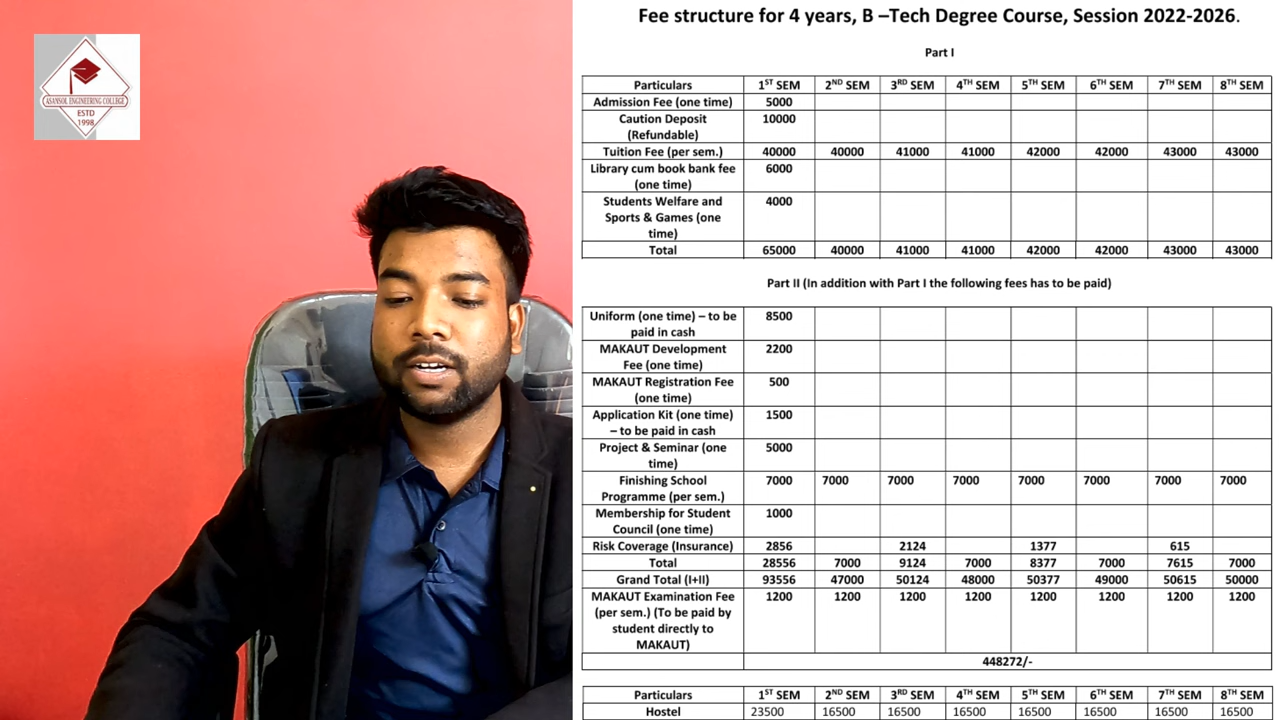 ASANSOL ENGINEERING COLLEGE
ESTD
1998
Fee structure for 4 years, B –Tech Degree Course, Session 2022-2026.
Part I
Particulars 1ST SEM 2ND SEM 3RD SEM 4TH SEM 5TH SEM 6TH SEM 7TH SEM 8TH SEM
Admission Fee (one time) 5000
Caution Deposit 10000
(Refundable)
Tuition Fee (per sem.) 40000 40000 41000 41000 42000 42000 43000 43000
Library cum book bank fee 6000
(one time)
Students Welfare and 4000
Sports & Games (one
time)
Total 65000 40000 41000 41000 42000 42000 43000 43000
Part II (In addition with Part I the following fees has to be paid)
Uniform (one time) – to be 8500
paid in cash
MAKAUT Development 2200
Fee (one time)
MAKAUT Registration Fee 500
(one time)
Application Kit (one time) 1500
– to be paid in cash
Project & Seminar (one 5000
time)
Finishing School 7000 7000 7000 7000 7000 7000 7000 7000
Programme (per sem.)
Membership for Student 1000
Council (one time)
Risk Coverage (Insurance) 2856 2124 1377 615
Total 28556 7000 9124 7000 8377 7000 7615 7000
Grand Total (I+II) 93556 47000 50124 48000 50377 49000 50615 50000
MAKAUT Examination Fee 1200 1200 1200 1200 1200 1200 1200 1200
(per sem.) (To be paid by
student directly to
MAKAUT)
448272/-
Particulars 1ST SEM 2ND SEM 3RD SEM 4TH SEM 5TH SEM 6TH SEM 7TH SEM 8TH SEM
Hostel 23500 16500 16500 16500 16500 16500 16500 16500